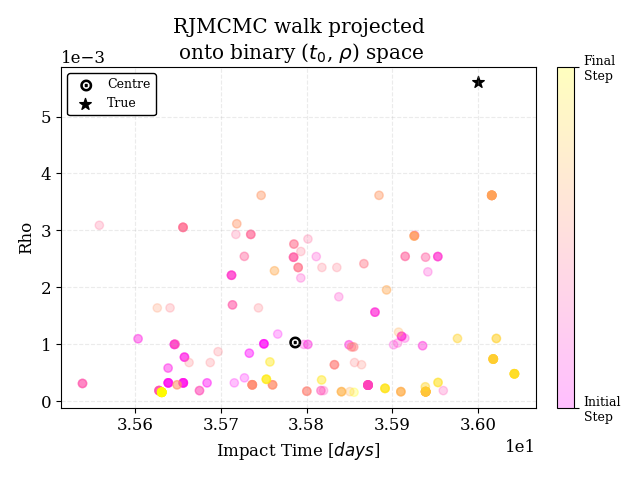 RJMCMC walk projected
onto binary (t₀, ρ) space
1e−3
Centre
True
Final
Step
5
4
3
2
1
0
Rho
3.56 3.57 3.58 3.59 3.60
1e1
Impact Time [days]
Initial
Step